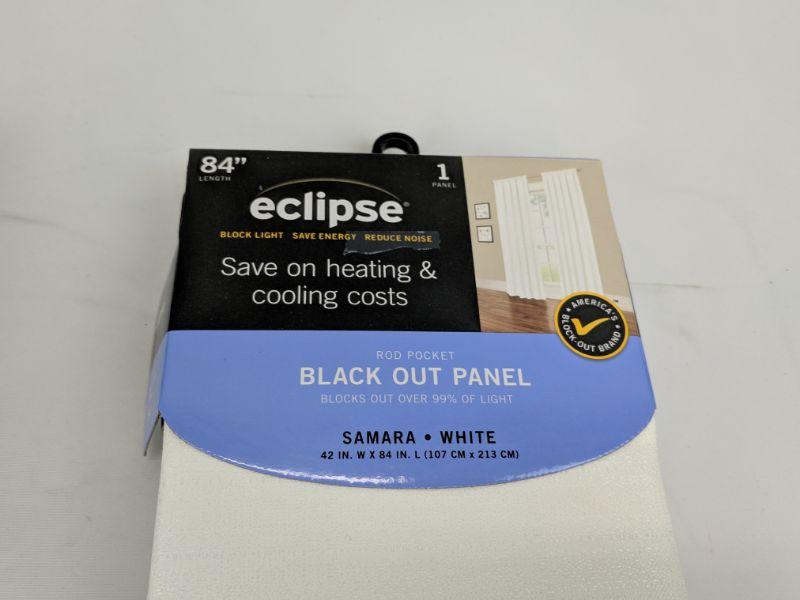 84"
LENGTH
1
PANEL
eclipse®
BLOCK LIGHT SAVE ENERGY REDUCE NOISE
Save on heating &
cooling costs
AMERICA'S
BLOCK-OUT BRAND
ROD POCKET
BLACK OUT PANEL
BLOCKS OUT OVER 99% OF LIGHT
SAMARA • WHITE
42 IN. W X 84 IN. L (107 CM x 213 CM)